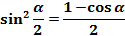 sin² α/2 = (1−cos α)/2